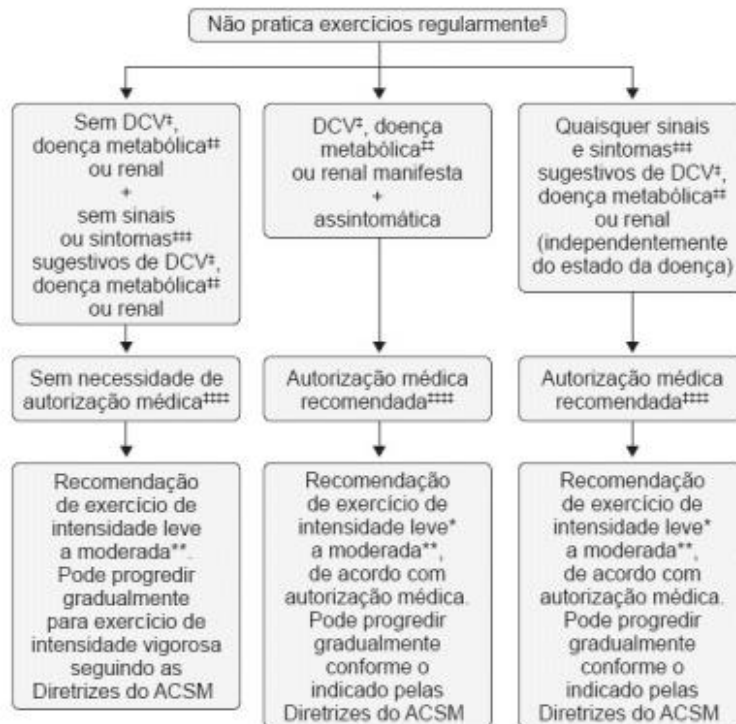 Não pratica exercícios regularmente§
Sem DCV‡,
doença metabólica‡‡
ou renal
+
sem sinais
ou sintomas‡‡‡
sugestivos de DCV‡,
doença metabólica‡‡
ou renal
DCV‡, doença
metabólica‡‡
ou renal manifesta
+
assintomática
Quaisquer sinais
e sintomas‡‡‡
sugestivos de DCV‡,
doença metabólica‡‡
ou renal
(independentemente
do estado da doença)
Sem necessidade de
autorização médica‡‡‡‡
Autorização médica
recomendada‡‡‡‡
Autorização médica
recomendada‡‡‡‡
Recomendação
de exercício de
intensidade leve
a moderada**.
Pode progredir
gradualmente
para exercício de
intensidade vigorosa
seguindo as
Diretrizes do ACSM
Recomendação
de exercício de
intensidade leve*
a moderada**,
de acordo com
autorização médica.
Pode progredir
gradualmente
conforme o
indicado pelas
Diretrizes do ACSM
Recomendação
de exercício de
intensidade leve*
a moderada**,
de acordo com
autorização médica.
Pode progredir
gradualmente
conforme o
indicado pelas
Diretrizes do ACSM